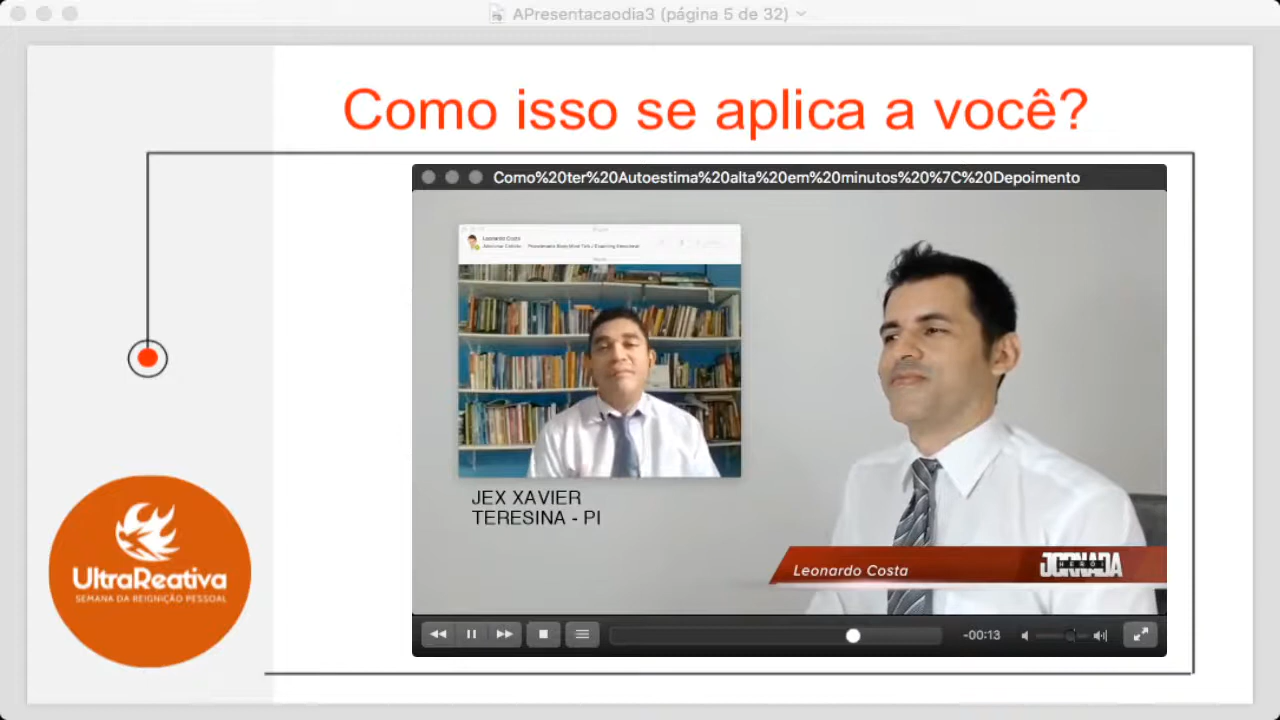 APresentacaodia3 (página 5 de 32)
Como isso se aplica a você?
Como%20ter%20Autoestima%20alta%20em%20minutos%20%7C%20Depoimento
Leonardo Costa
JEX XAVIER
TERESINA - PI
Leonardo Costa
JORNADA
HERÓI
UltraReativa
SEMANA DA REIGNIÇÃO PESSOAL
-00:13